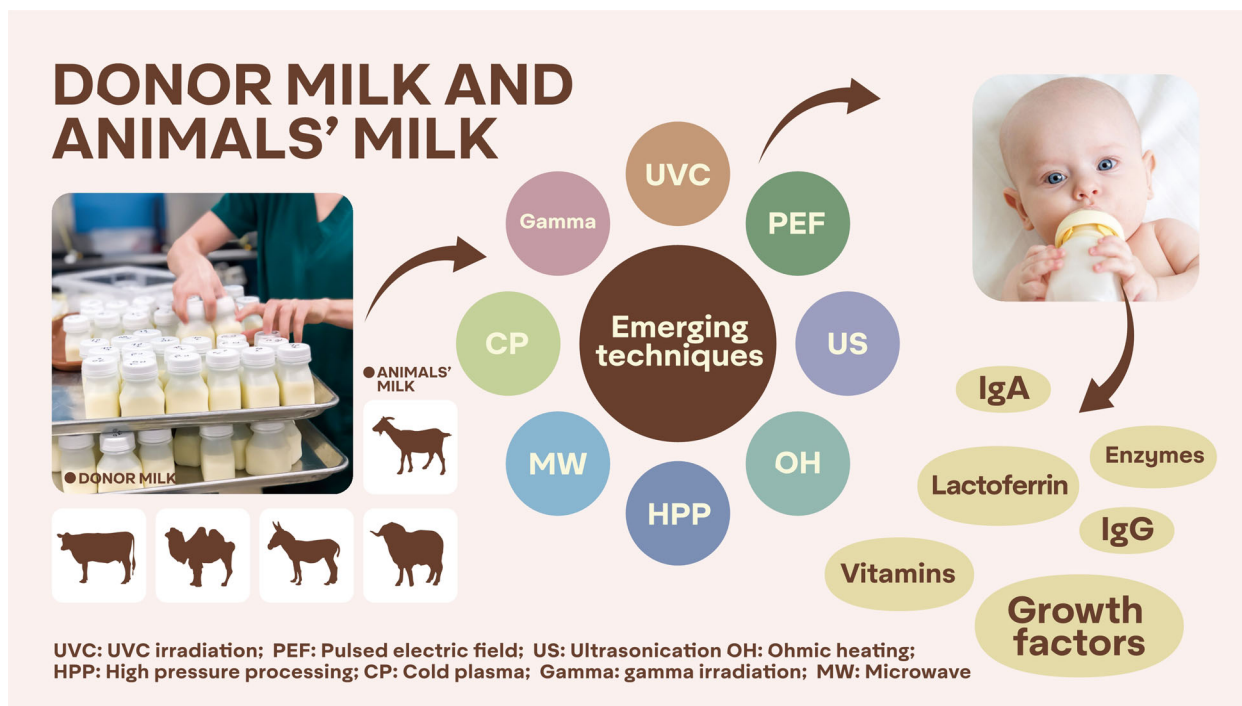 DONOR MILK AND
ANIMALS’ MILK
DONOR MILK
ANIMALS’
MILK
Emerging
techniques
UVC
PEF
US
OH
HPP
MW
CP
Gamma
IgA
Enzymes
Lactoferrin
IgG
Vitamins
Growth
factors
UVC: UVC irradiation; PEF: Pulsed electric field; US: Ultrasonication OH: Ohmic heating;
HPP: High pressure processing; CP: Cold plasma; Gamma: gamma irradiation; MW: Microwave